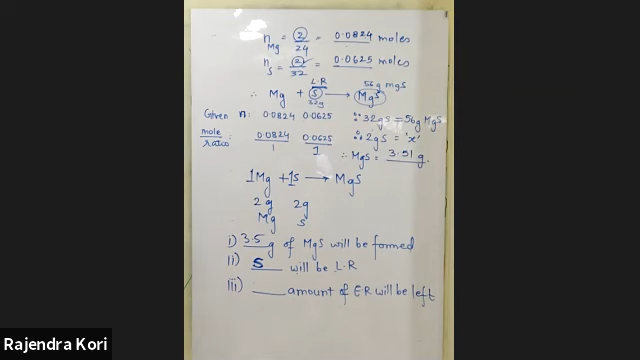 n Mg = 2/24 = 0.0824 moles
n s = 2/32 = 0.0625 moles
L.R 56g MgS
∴ Mg + S → MgS
32g
Given n: 0.0824 0.0625 ∵ 32gS = 56g MgS
mole ratio: 0.0824/1 0.0625/1 ∵ 2gS = 'x'
∴ MgS = 3.51 g.
1Mg + 1S → MgS
2g 2g
Mg S
i) 3.5 g of MgS will be formed
ii) S will be L.R
iii) ____ amount of E.R will be left
Rajendra Kori